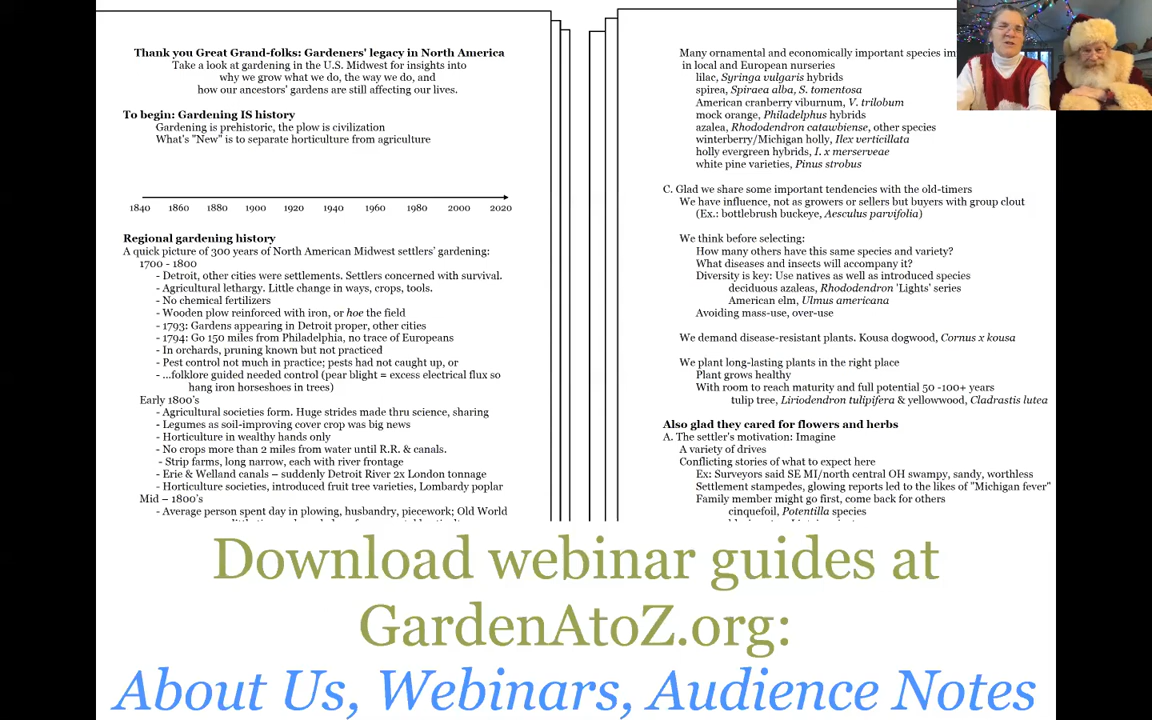 Thank you Great Grand-folks: Gardeners' legacy in North America
Take a look at gardening in the U.S. Midwest for insights into
why we grow what we do, the way we do, and
how our ancestors' gardens are still affecting our lives.
To begin: Gardening IS history
Gardening is prehistoric, the plow is civilization
What's "New" is to separate horticulture from agriculture
1840 1860 1880 1900 1920 1940 1960 1980 2000 2020
Regional gardening history
A quick picture of 300 years of North American Midwest settlers' gardening:
1700 - 1800
- Detroit, other cities were settlements. Settlers concerned with survival.
- Agricultural lethargy. Little change in ways, crops, tools.
- No chemical fertilizers
- Wooden plow reinforced with iron, or hoe the field
- 1793: Gardens appearing in Detroit proper, other cities
- 1794: Go 150 miles from Philadelphia, no trace of Europeans
- In orchards, pruning known but not practiced
- Pest control not much in practice; pests had not caught up, or
- ...folklore guided needed control (pear blight = excess electrical flux so
hang iron horseshoes in trees)
Early 1800's
- Agricultural societies form. Huge strides made thru science, sharing
- Legumes as soil-improving cover crop was big news
- Horticulture in wealthy hands only
- No crops more than 2 miles from water until R.R. & canals.
- Strip farms, long narrow, each with river frontage
- Erie & Welland canals – suddenly Detroit River 2x London tonnage
- Horticulture societies, introduced fruit tree varieties, Lombardy poplar
Mid – 1800's
- Average person spent day in plowing, husbandry, piecework; Old World
Many ornamental and economically important species im
in local and European nurseries
lilac, Syringa vulgaris hybrids
spirea, Spiraea alba, S. tomentosa
American cranberry viburnum, V. trilobum
mock orange, Philadelphus hybrids
azalea, Rhododendron catawbiense, other species
winterberry/Michigan holly, Ilex verticillata
holly evergreen hybrids, I. x merserveae
white pine varieties, Pinus strobus
C. Glad we share some important tendencies with the old-timers
We have influence, not as growers or sellers but buyers with group clout
(Ex.: bottlebrush buckeye, Aesculus parvifolia)
We think before selecting:
How many others have this same species and variety?
What diseases and insects will accompany it?
Diversity is key: Use natives as well as introduced species
deciduous azaleas, Rhododendron 'Lights' series
American elm, Ulmus americana
Avoiding mass-use, over-use
We demand disease-resistant plants. Kousa dogwood, Cornus x kousa
We plant long-lasting plants in the right place
Plant grows healthy
With room to reach maturity and full potential 50 -100+ years
tulip tree, Liriodendron tulipifera & yellowwood, Cladrastis lutea
Also glad they cared for flowers and herbs
A. The settler's motivation: Imagine
A variety of drives
Conflicting stories of what to expect here
Ex: Surveyors said SE MI/north central OH swampy, sandy, worthless
Settlement stampedes, glowing reports led to the likes of "Michigan fever"
Family member might go first, come back for others
cinquefoil, Potentilla species
Download webinar guides at
GardenAtoZ.org:
About Us, Webinars, Audience Notes